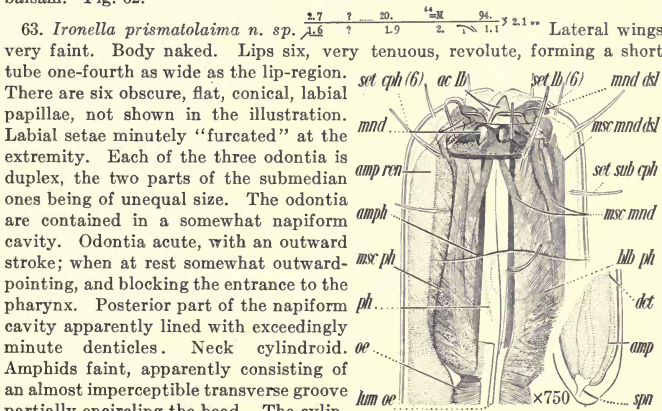 balsam. Fig. 62.
63. Ironella prismatolaima n. sp. 2.7 ? 20. 64=M 94. 2.1 mm Lateral wings
1.6 ? 1.9 2. 1.1
very faint. Body naked. Lips six, very tenuous, revolute, forming a short
tube one-fourth as wide as the lip-region.
There are six obscure, flat, conical, labial
papillae, not shown in the illustration.
Labial setae minutely "furcated" at the
extremity. Each of the three odontia is
duplex, the two parts of the submedian
ones being of unequal size. The odontia
are contained in a somewhat napiform
cavity. Odontia acute, with an outward
stroke; when at rest somewhat outward-
pointing, and blocking the entrance to the
pharynx. Posterior part of the napiform
cavity apparently lined with exceedingly
minute denticles. Neck cylindroid.
Amphids faint, apparently consisting of
an almost imperceptible transverse groove
partially encircling the head. The cylin-
set cph (6) ac lb set lb (6) mnd dsl
mnd
msc mnd dsl
amp ren
set sub cph
amph
msc mnd
msc ph
blb ph
ph
dct
oe
amp
lum oe
×750
spn